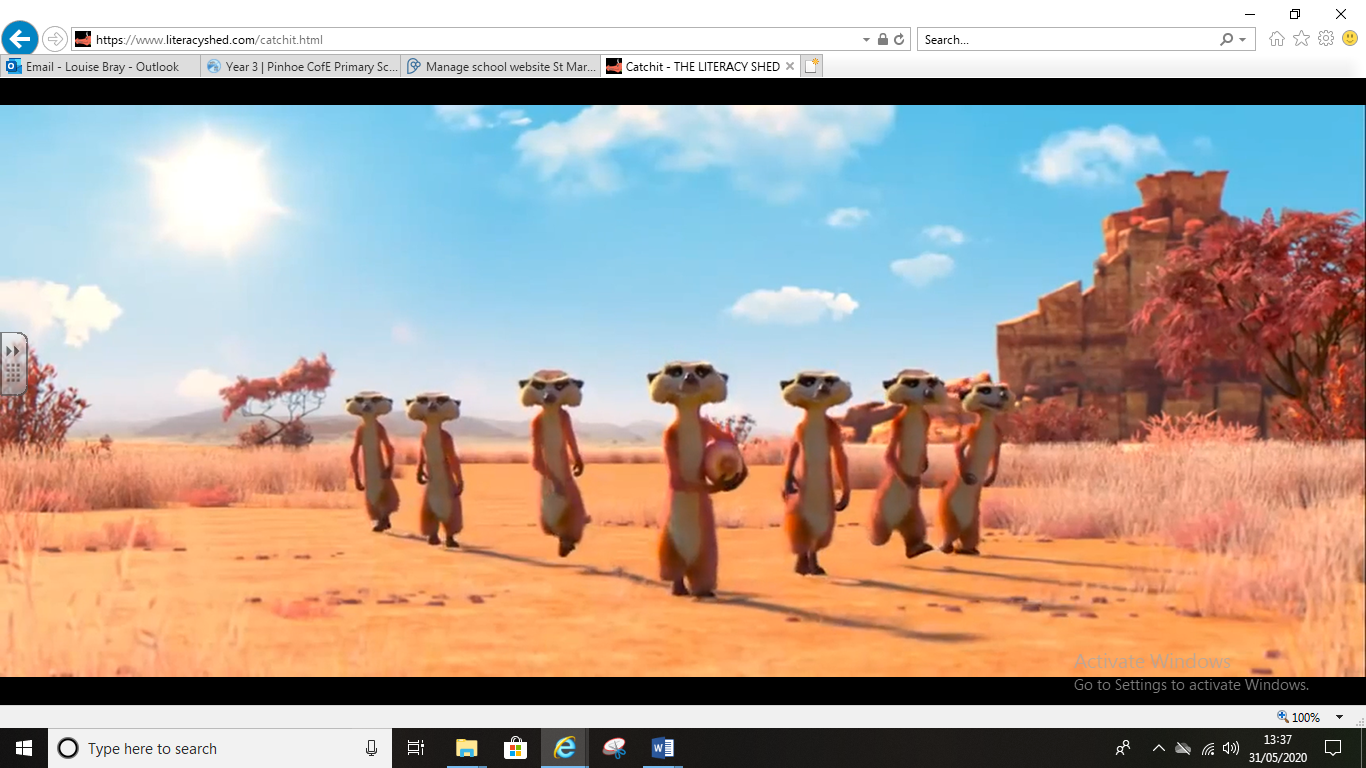 https://www.literacyshed.com/catchit.html
Search...
Email - Louise Bray - Outlook
Year 3 | Pinhoe CofE Primary Sc...
Manage school website St Mar...
Catchit - THE LITERACY SHED
Activate Windows
Go to Settings to activate Windows.
100%
Type here to search
13:37
31/05/2020